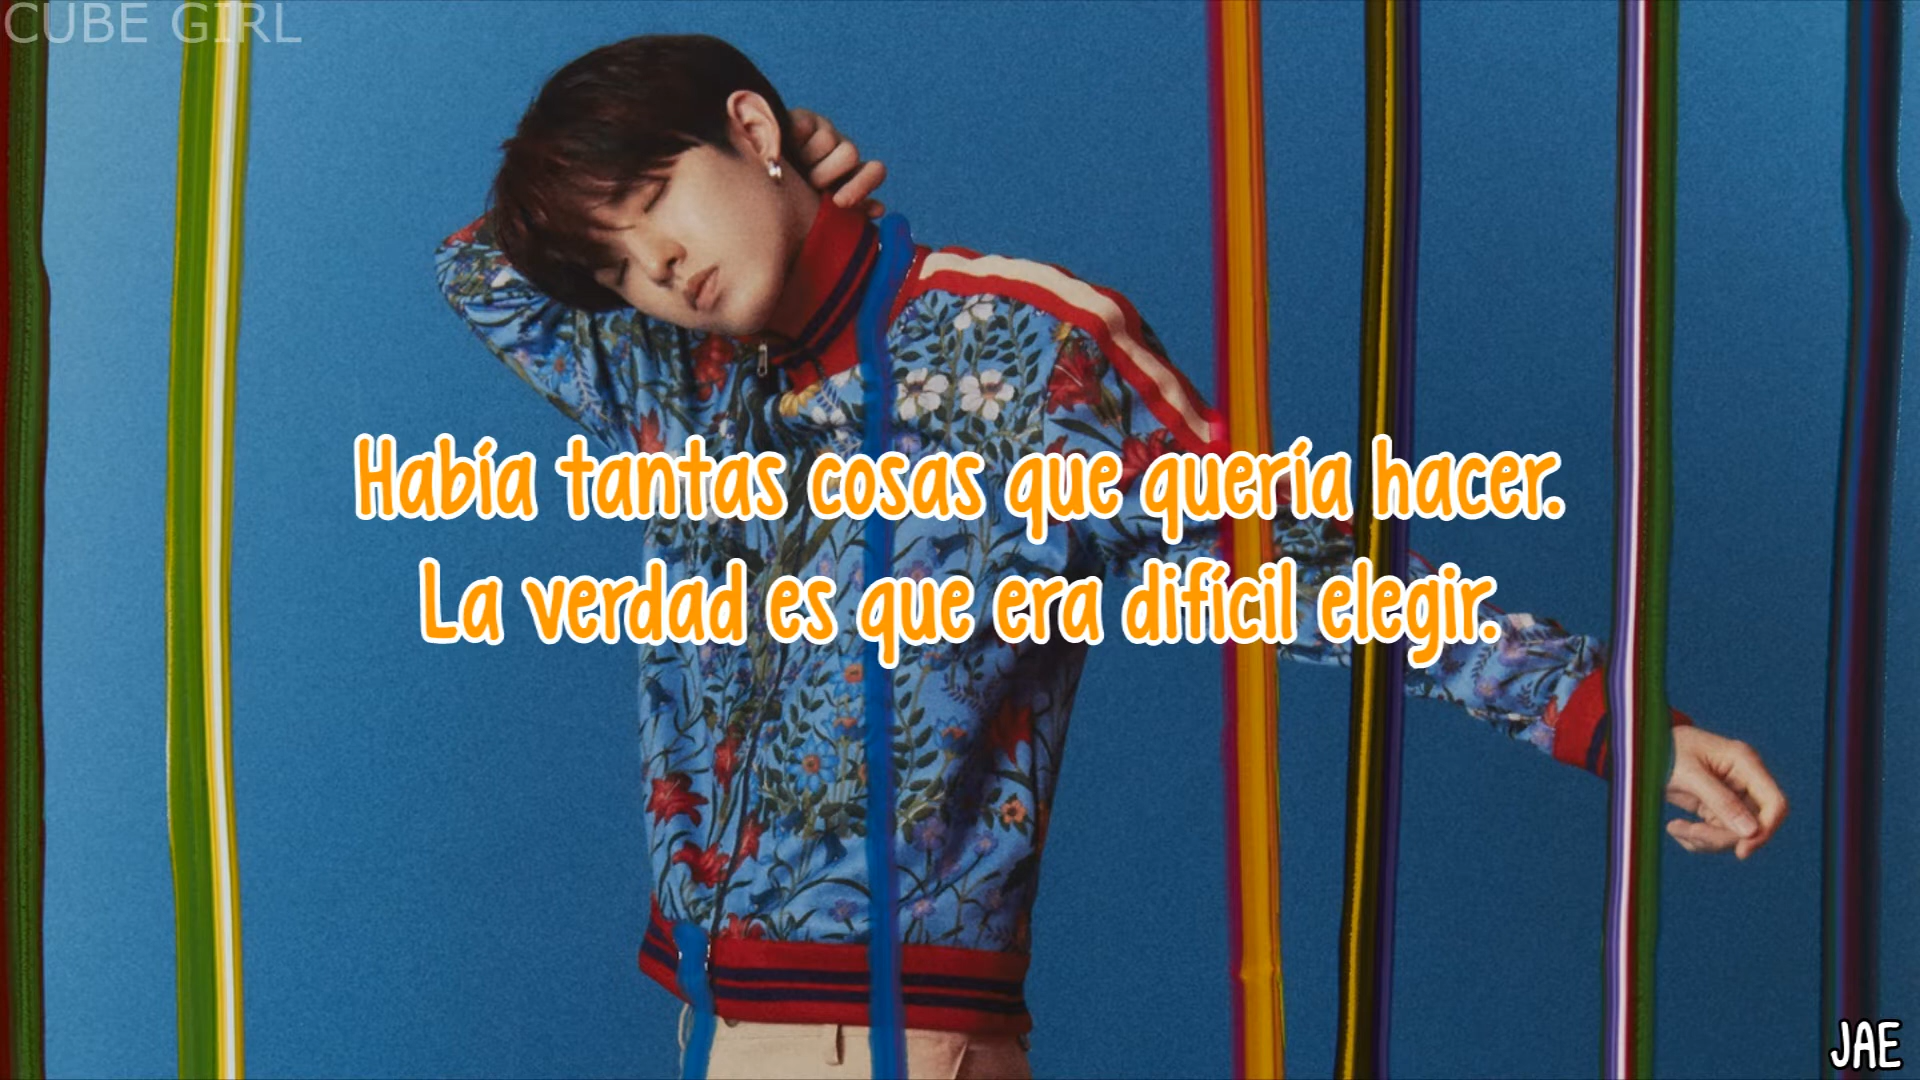 CUBE GIRL
Había tantas cosas que quería hacer.
La verdad es que era difícil elegir.
JAE